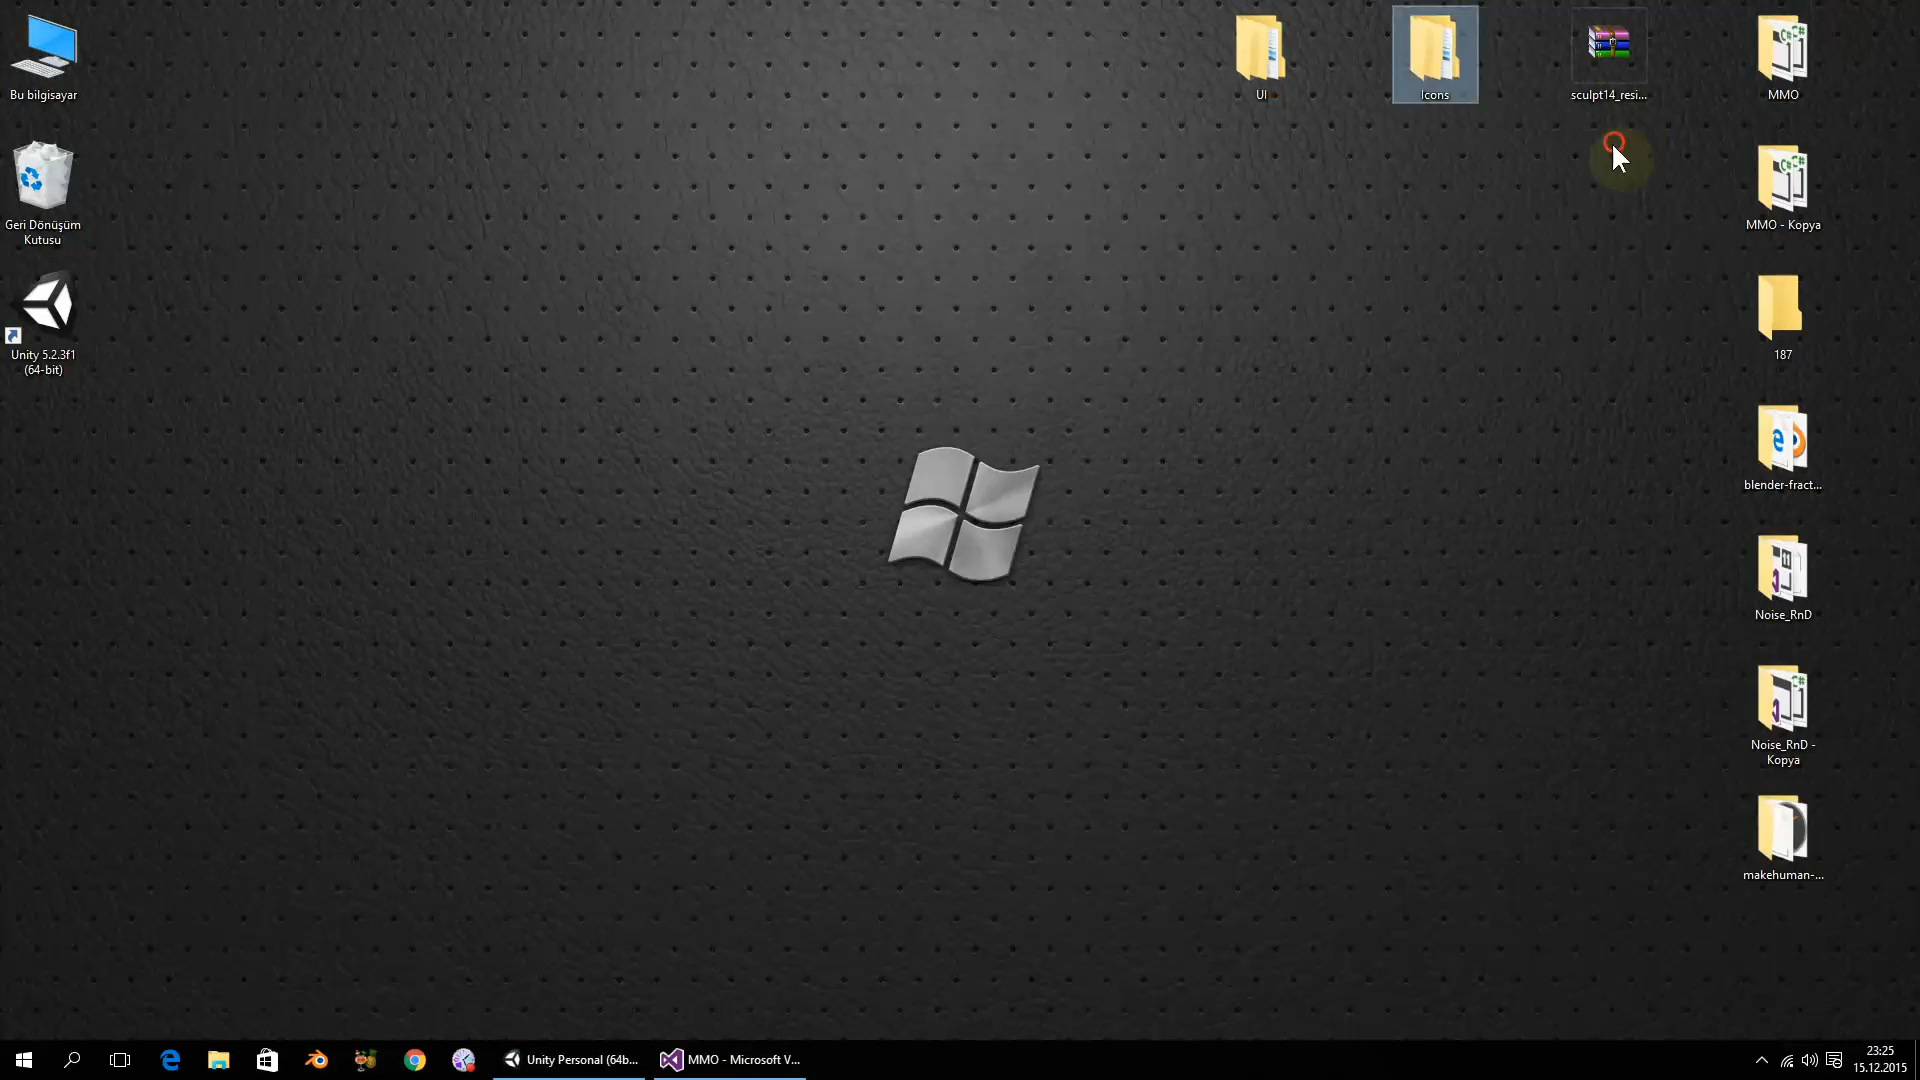 Bu bilgisayar
UI
Icons
sculpt14_resi...
MMO
Geri Dönüşüm
Kutusu
MMO - Kopya
Unity 5.2.3f1
(64-bit)
187
blender-fract...
Noise_RnD
Noise_RnD -
Kopya
makehuman-...
Unity Personal (64b...
MMO - Microsoft V...
23:25
15.12.2015